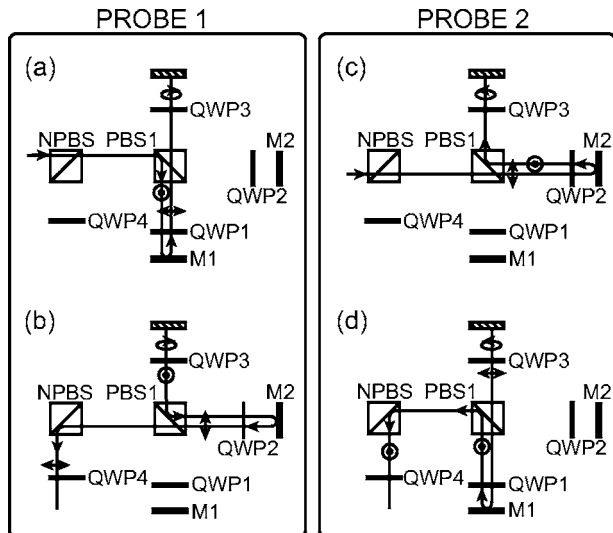 PROBE 1
PROBE 2
(a)
QWP3
NPBS PBS1
M2
QWP2
QWP4
QWP1
M1
(c)
QWP3
NPBS PBS1
M2
QWP2
QWP4
QWP1
M1
(b)
QWP3
NPBS PBS1
M2
QWP2
QWP4
QWP1
M1
(d)
QWP3
NPBS PBS1
M2
QWP2
QWP4
QWP1
M1